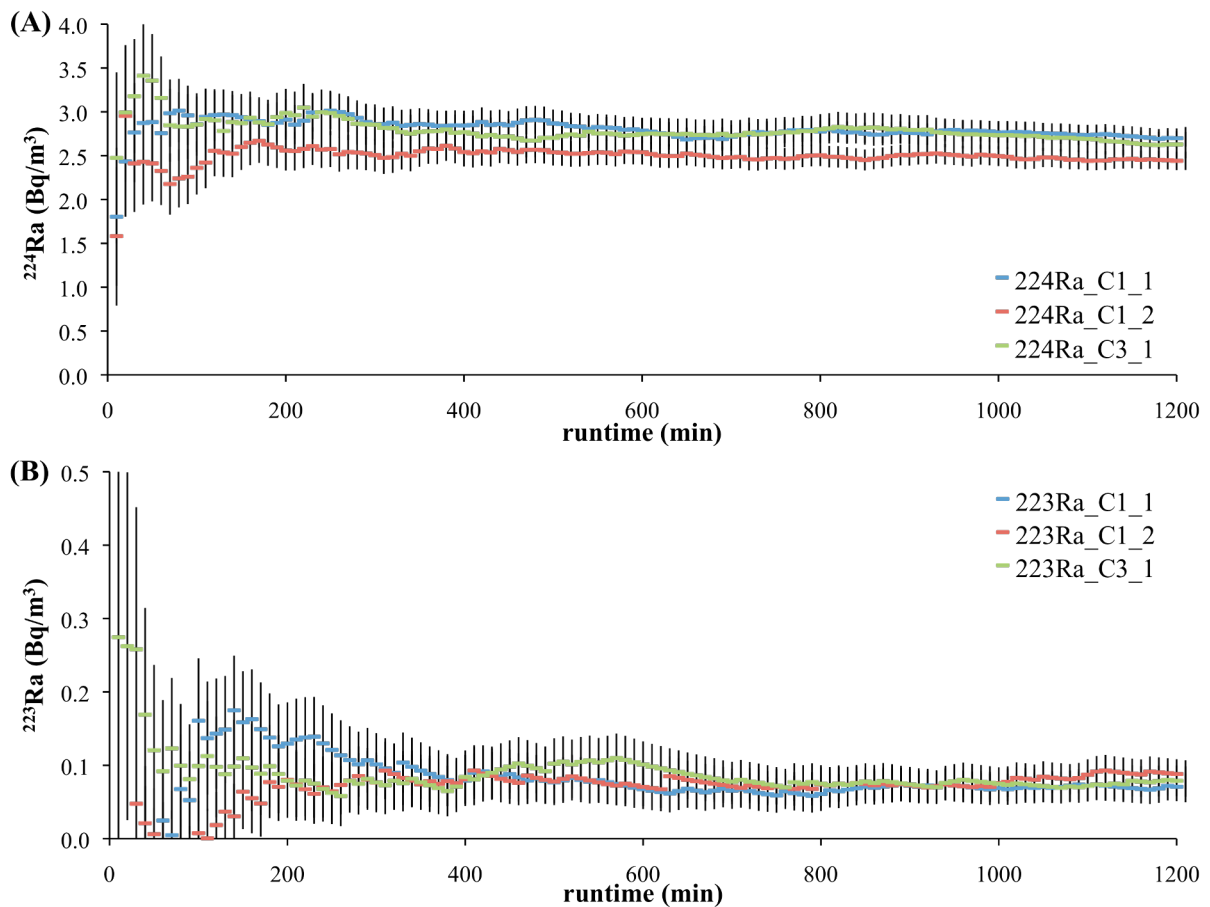 (A)
4.0
3.5
3.0
2.5
2.0
1.5
1.0
0.5
0.0
²²⁴Ra (Bq/m³)
224Ra_C1_1
224Ra_C1_2
224Ra_C3_1
0 200 400 600 800 1000 1200
runtime (min)
(B)
0.5
0.4
0.3
0.2
0.1
0.0
²²³Ra (Bq/m³)
223Ra_C1_1
223Ra_C1_2
223Ra_C3_1
0 200 400 600 800 1000 1200
runtime (min)